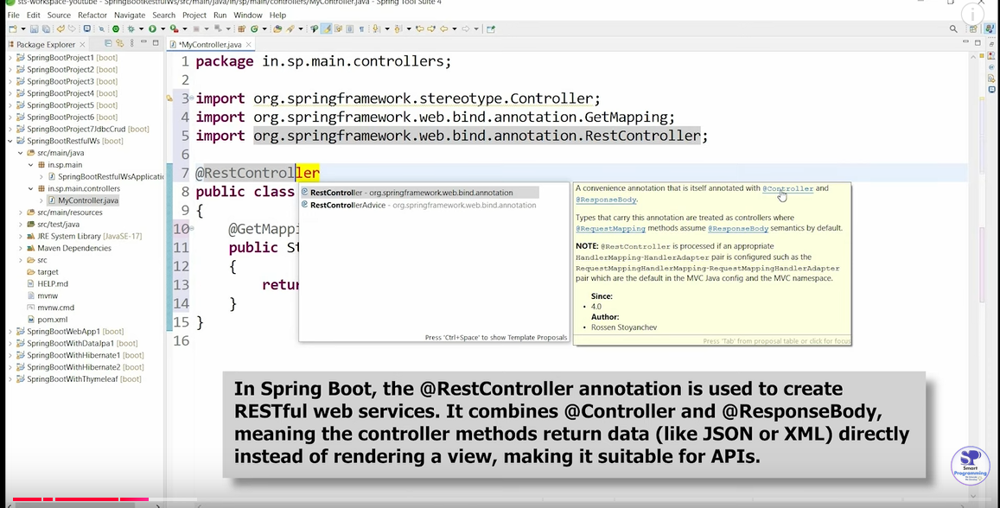 sts-workspace-youtube - SpringBootRestfulWs/src/main/java/in/sp/main/controllers/MyController.java - Spring Tool Suite 4
File Edit Source Refactor Navigate Search Project Run Window Help
Package Explorer
*MyController.java
SpringBootProject1 [boot]
SpringBootProject2 [boot]
SpringBootProject3 [boot]
SpringBootProject4 [boot]
SpringBootProject5 [boot]
SpringBootProject6 [boot]
SpringBootProject7JdbcCrud [boot]
SpringBootRestfulWs [boot]
src/main/java
in.sp.main
SpringBootRestfulWsApplicatio
in.sp.main.controllers
MyController.java
src/main/resources
src/test/java
JRE System Library [JavaSE-17]
Maven Dependencies
src
target
HELP.md
mvnw
mvnw.cmd
pom.xml
SpringBootWebApp1 [boot]
SpringBootWithDataJpa1 [boot]
SpringBootWithHibernate1 [boot]
SpringBootWithHibernate2 [boot]
SpringBootWithThymeleaf [boot]
1 package in.sp.main.controllers;
2
3 import org.springframework.stereotype.Controller;
4 import org.springframework.web.bind.annotation.GetMapping;
5 import org.springframework.web.bind.annotation.RestController;
6
7 @RestController
8 public class
9 {
10 @GetMappi
11 public St
12 {
13 retur
14 }
15 }
16
RestController - org.springframework.web.bind.annotation
RestControllerAdvice - org.springframework.web.bind.annotation
Press 'Ctrl+Space' to show Template Proposals
A convenience annotation that is itself annotated with @Controller and
@ResponseBody.
Types that carry this annotation are treated as controllers where
@RequestMapping methods assume @ResponseBody semantics by default.
NOTE: @RestController is processed if an appropriate
HandlerMapping-HandlerAdapter pair is configured such as the
RequestMappingHandlerMapping-RequestMappingHandlerAdapter
pair which are the default in the MVC Java config and the MVC namespace.
Since:
• 4.0
Author:
• Rossen Stoyanchev
Press 'Tab' from proposal table or click for focus
In Spring Boot, the @RestController annotation is used to create
RESTful web services. It combines @Controller and @ResponseBody,
meaning the controller methods return data (like JSON or XML) directly
instead of rendering a view, making it suitable for APIs.
SP
Smart
Programming